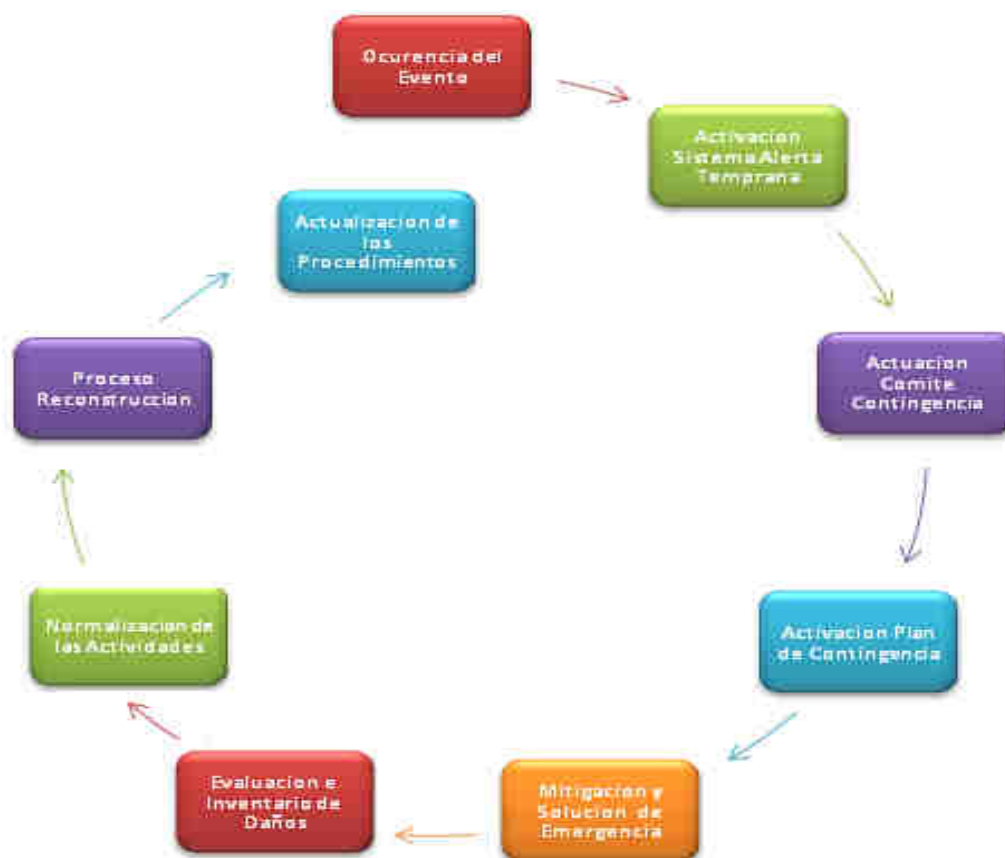 Ocurencia del
Evento
Activacion
Sistema Alerta
Temprana
Actuacion
Comite
Contingencia
Activacion Plan
de Contingencia
Mitigacion y
Solucion de
Emergencia
Evaluacion e
Inventario de
Daños
Normalizacion de
las Actividades
Proceso
Reconstruccion
Actualizacion de
los
Procedimientos